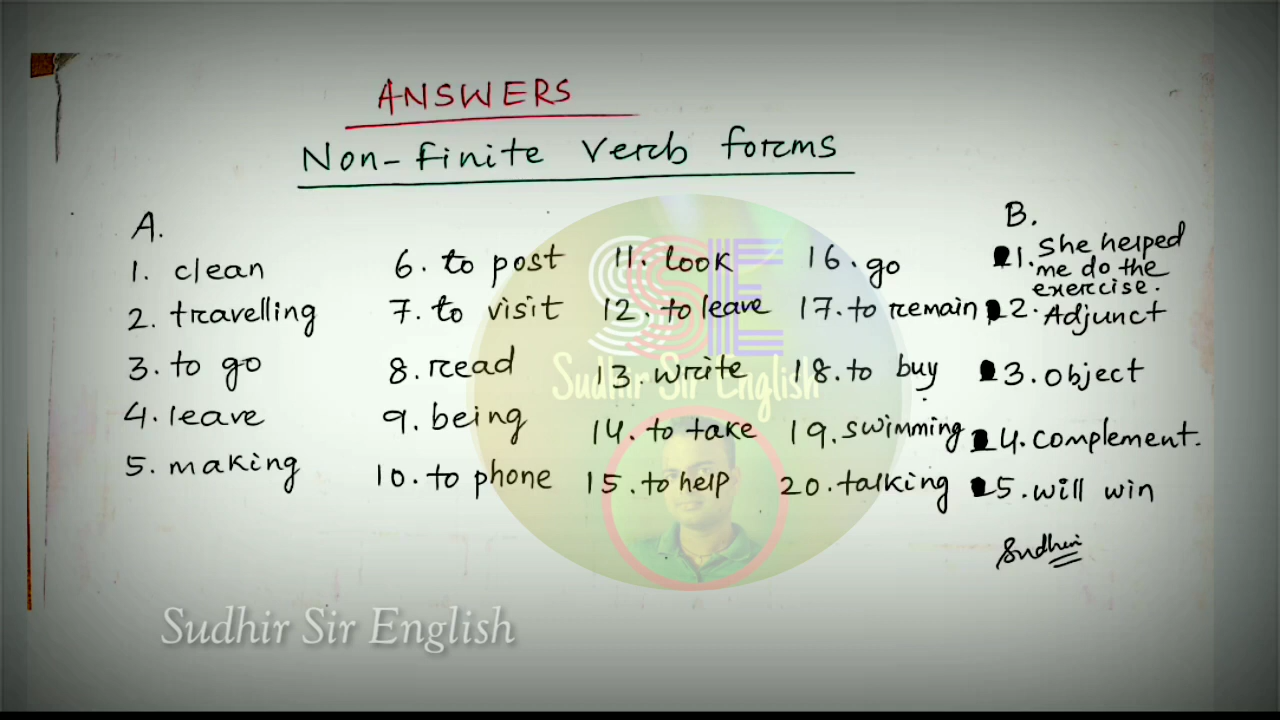 ANSWERS
Non-finite verb forms
A.
1. clean
2. travelling
3. to go
4. leave
5. making
6. to post
7. to visit
8. read
9. being
10. to phone
11. look
12. to leave
13. write
14. to take
15. to help
16. go
17. to remain
18. to buy
19. swimming
20. talking
B.
1. She helped
me do the
exercise.
2. Adjunct
3. object
4. complement.
5. will win
Sudhir
SSE
Sudhir Sir English
Sudhir Sir English